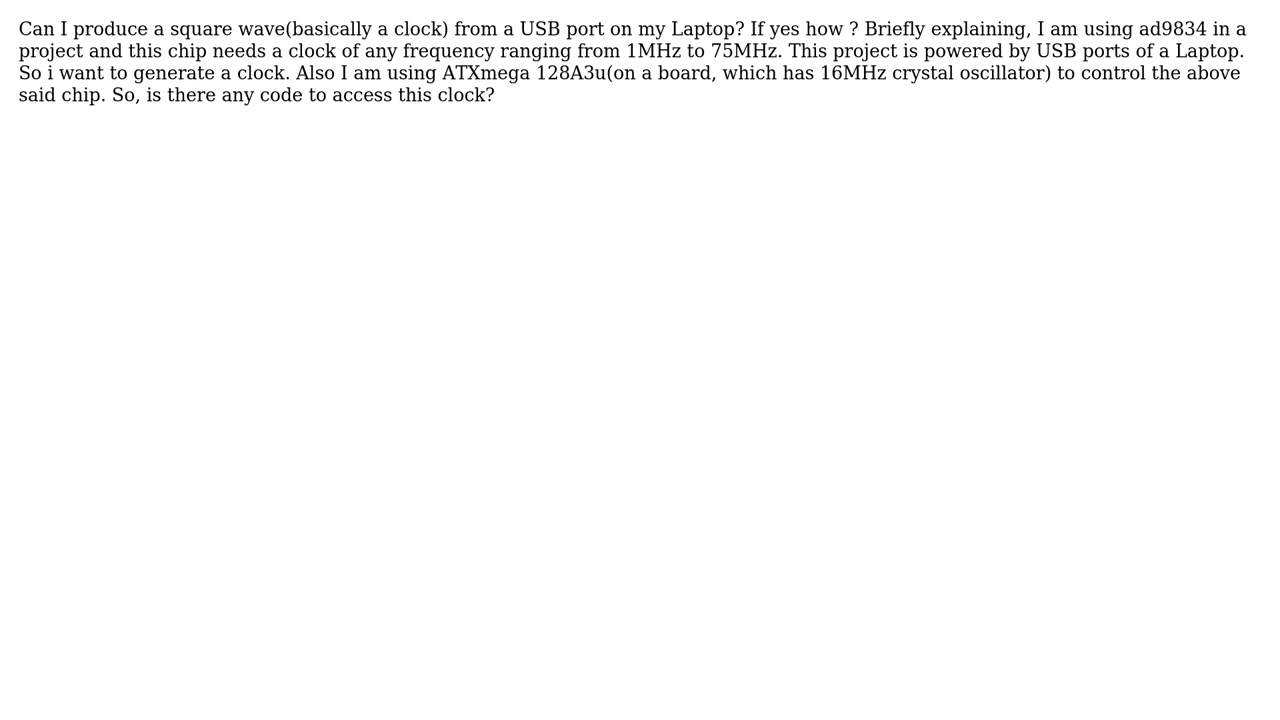 Can I produce a square wave(basically a clock) from a USB port on my Laptop? If yes how ? Briefly explaining, I am using ad9834 in a
project and this chip needs a clock of any frequency ranging from 1MHz to 75MHz. This project is powered by USB ports of a Laptop.
So i want to generate a clock. Also I am using ATXmega 128A3u(on a board, which has 16MHz crystal oscillator) to control the above
said chip. So, is there any code to access this clock?